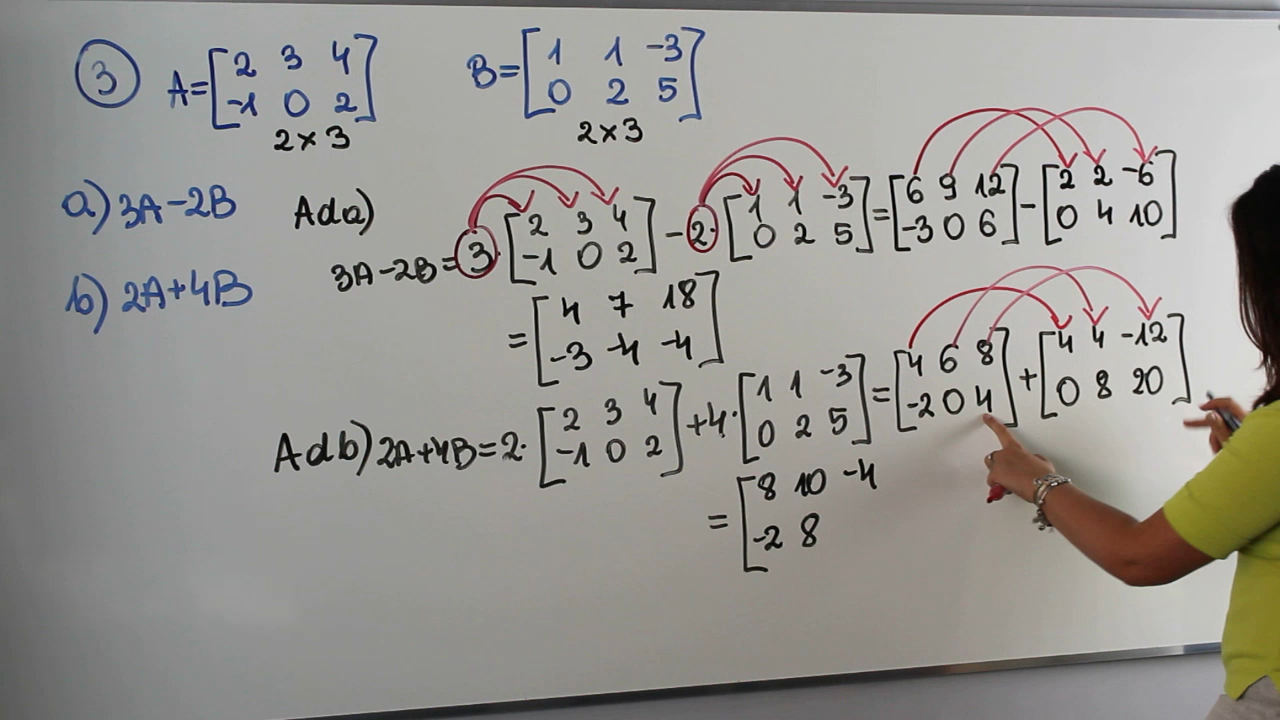 3 A=[2 3 4 B=[1 1 -3
-1 0 2] 0 2 5]
2×3 2×3
a) 3A-2B
b) 2A+4B
Ada)
3A-2B=3·[2 3 4 -2·[1 1 -3 =[6 9 12 -[2 2 -6
-1 0 2] 0 2 5] -3 0 6] 0 4 10]
=[4 7 18
-3 -4 -4]
Adb) 2A+4B=2·[2 3 4 +4·[1 1 -3 =[4 6 8 +[4 4 -12
-1 0 2] 0 2 5] -2 0 4] 0 8 20]
=[8 10 -4
-2 8